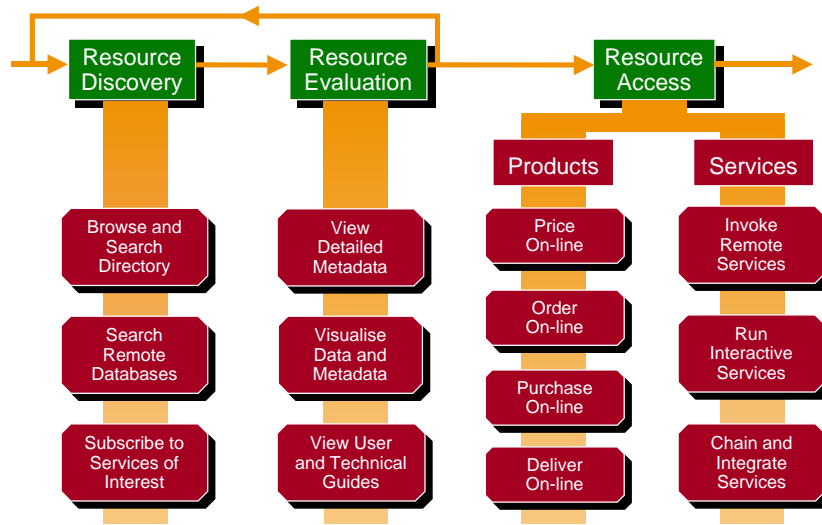 Resource
Discovery
Resource
Evaluation
Resource
Access
Products
Services
Browse and
Search
Directory
Search
Remote
Databases
Subscribe to
Services of
Interest
View
Detailed
Metadata
Visualise
Data and
Metadata
View User
and Technical
Guides
Price
On-line
Order
On-line
Purchase
On-line
Deliver
On-line
Invoke
Remote
Services
Run
Interactive
Services
Chain and
Integrate
Services